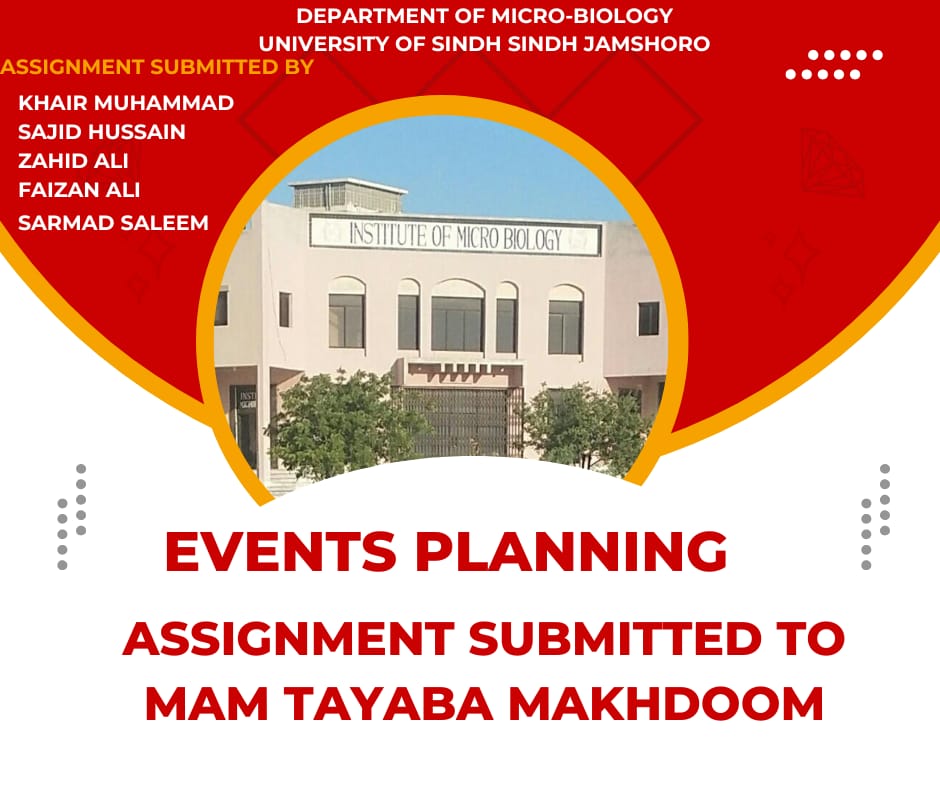 DEPARTMENT OF MICRO-BIOLOGY
UNIVERSITY OF SINDH SINDH JAMSHORO
ASSIGNMENT SUBMITTED BY
KHAIR MUHAMMAD
SAJID HUSSAIN
ZAHID ALI
FAIZAN ALI
SARMAD SALEEM
INSTITUTE OF MICRO BIOLOGY
EVENTS PLANNING
ASSIGNMENT SUBMITTED TO
MAM TAYABA MAKHDOOM